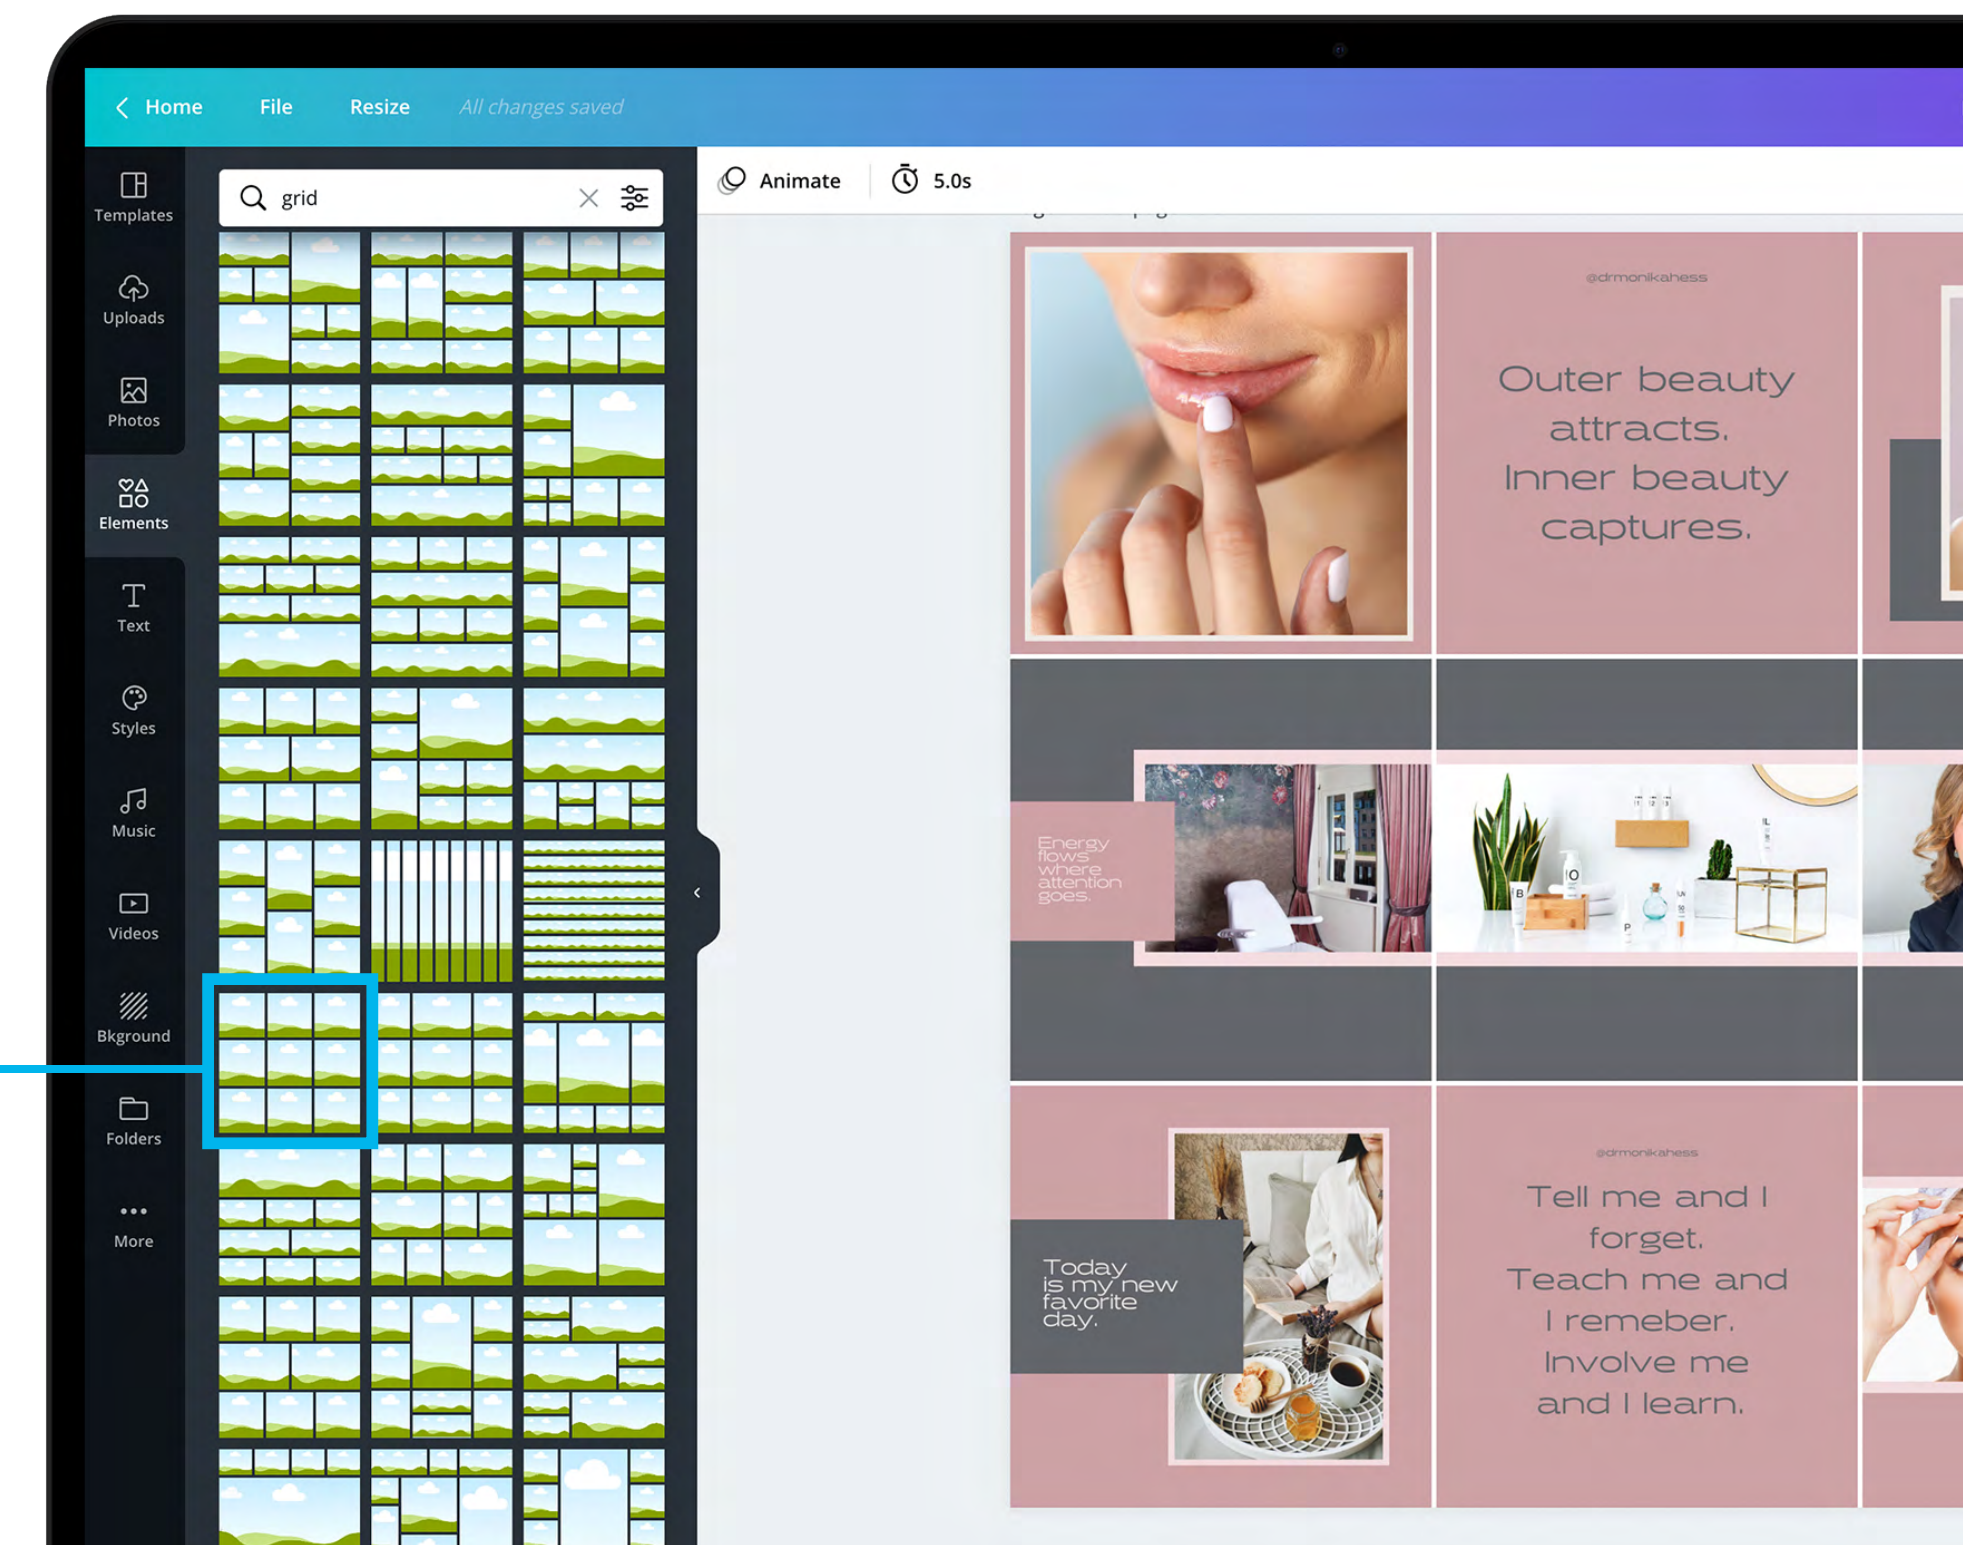 Home File Resize All changes saved
Templates
Uploads
Photos
Elements
Text
Styles
Music
Videos
Bkground
Folders
More
grid
Animate 5.0s
@drmonikahess
Outer beauty
attracts.
Inner beauty
captures.
Energy
flows
where
attention
goes.
Today
is my new
favorite
day.
@drmonikahess
Tell me and I
forget.
Teach me and
I remeber.
Involve me
and I learn.